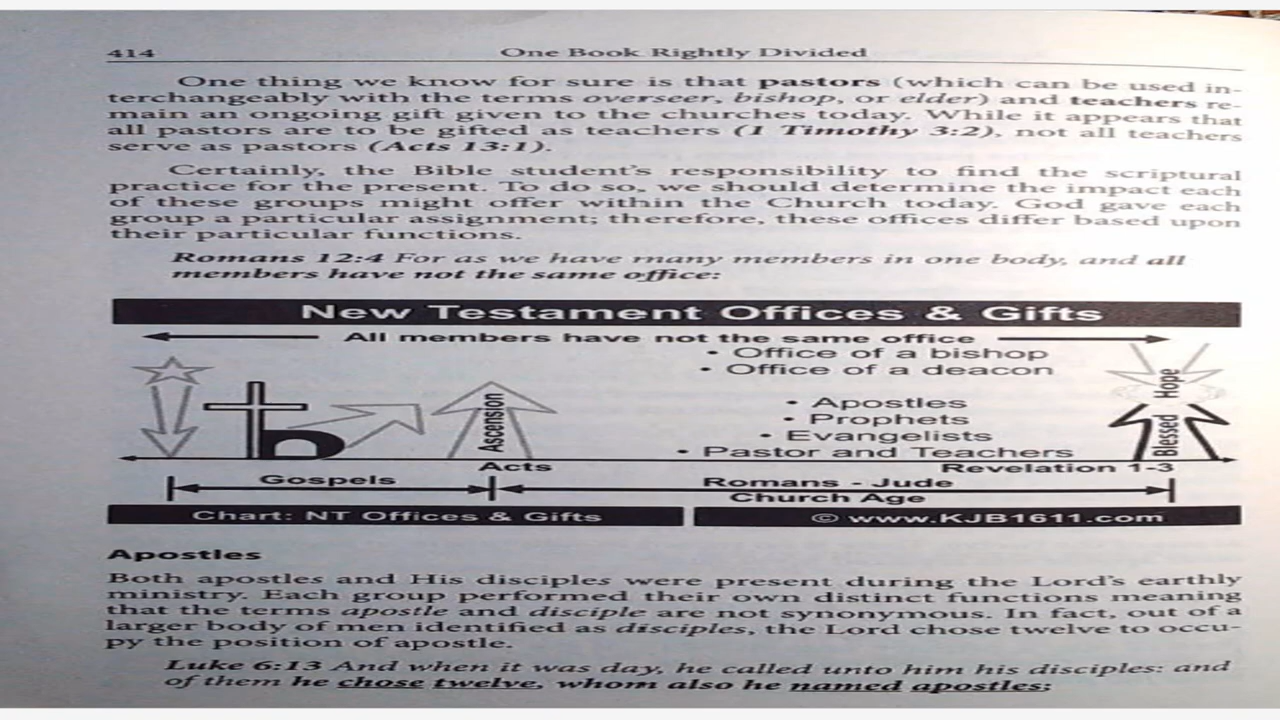 414 One Book Rightly Divided
One thing we know for sure is that pastors (which can be used in-
terchangeably with the terms overseer, bishop, or elder) and teachers re-
main an ongoing gift given to the churches today. While it appears that
all pastors are to be gifted as teachers (1 Timothy 3:2), not all teachers
serve as pastors (Acts 13:1).
Certainly, the Bible student's responsibility to find the scriptural
practice for the present. To do so, we should determine the impact each
of these groups might offer within the Church today. God gave each
group a particular assignment; therefore, these offices differ based upon
their particular functions.
Romans 12:4 For as we have many members in one body, and all
members have not the same office:
New Testament Offices & Gifts
All members have not the same office
• Office of a bishop
• Office of a deacon
• Apostles
• Prophets
• Evangelists
• Pastor and Teachers
Ascension
Blessed Hope
Acts
Revelation 1-3
Gospels
Romans - Jude
Church Age
Chart: NT Offices & Gifts
© www.KJB1611.com
Apostles
Both apostles and His disciples were present during the Lord's earthly
ministry. Each group performed their own distinct functions meaning
that the terms apostle and disciple are not synonymous. In fact, out of a
larger body of men identified as disciples, the Lord chose twelve to occu-
py the position of apostle.
Luke 6:13 And when it was day, he called unto him his disciples: and
of them he chose twelve, whom also he named apostles;